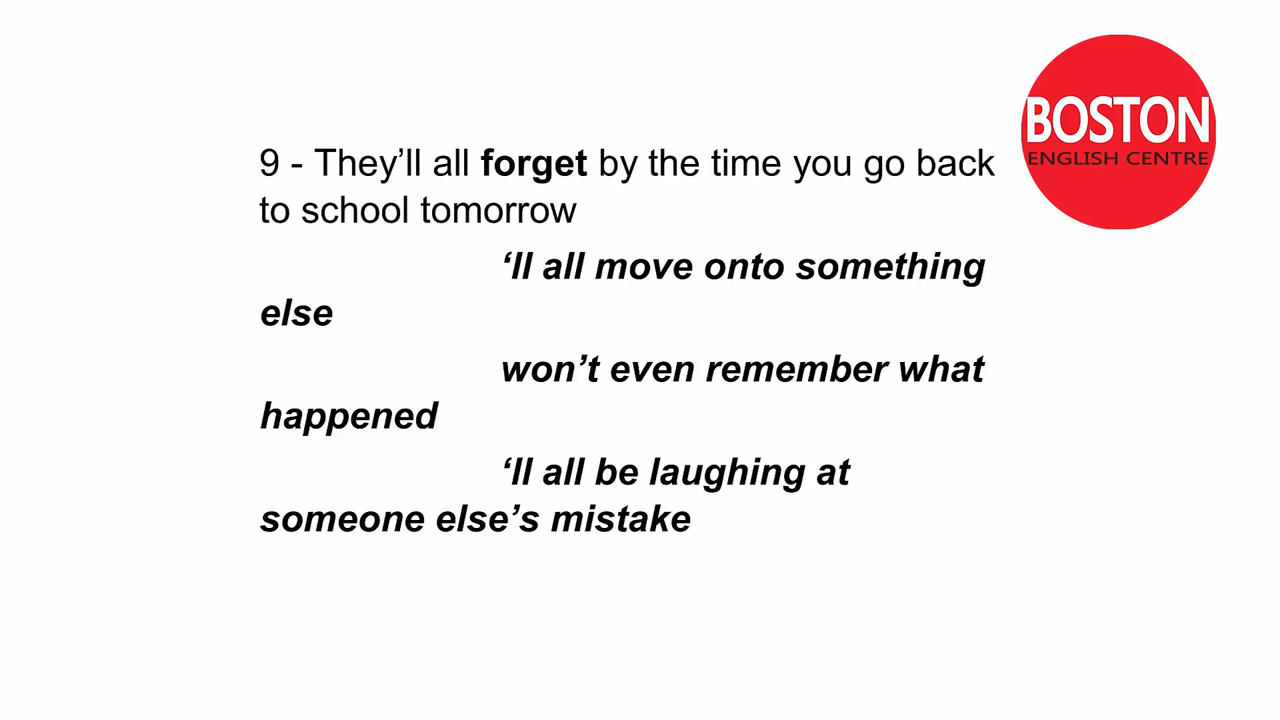 BOSTON
ENGLISH CENTRE
9 - They’ll all forget by the time you go back
to school tomorrow
‘ll all move onto something
else
won’t even remember what
happened
‘ll all be laughing at
someone else’s mistake